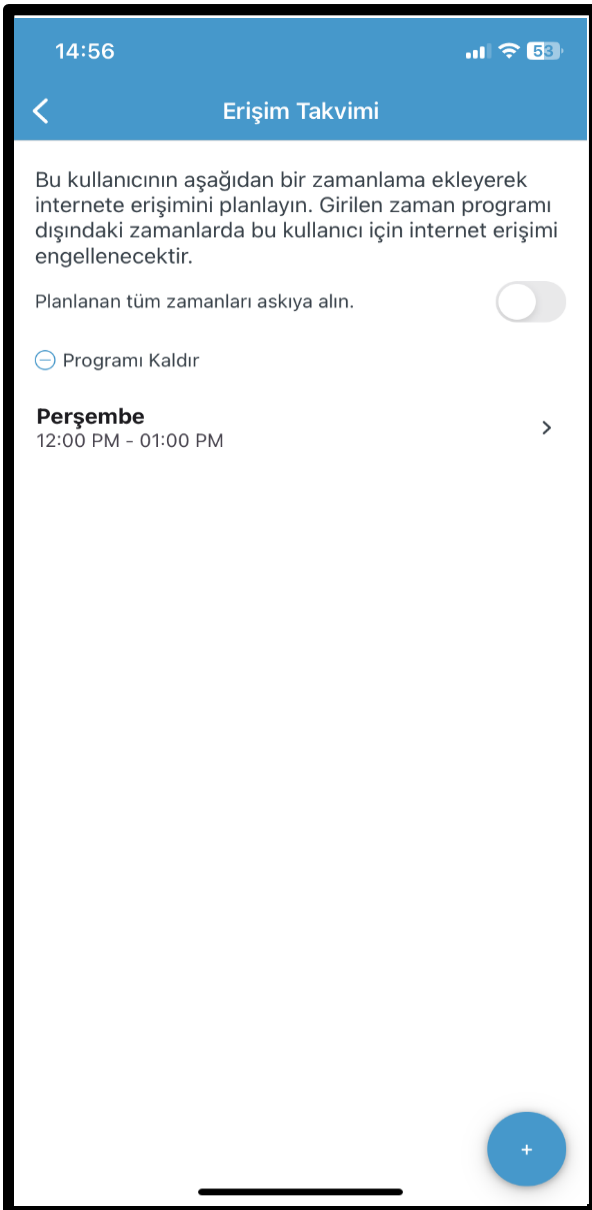 14:56
53
Erişim Takvimi
Bu kullanıcının aşağıdan bir zamanlama ekleyerek
internete erişimini planlayın. Girilen zaman programı
dışındaki zamanlarda bu kullanıcı için internet erişimi
engellenecektir.
Planlanan tüm zamanları askıya alın.
Programı Kaldır
Perşembe
12:00 PM - 01:00 PM
+